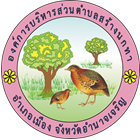 องค์การบริหารส่วนตำบลสร้างนกทา
อำเภอเมือง จังหวัดอำนาจเจริญ